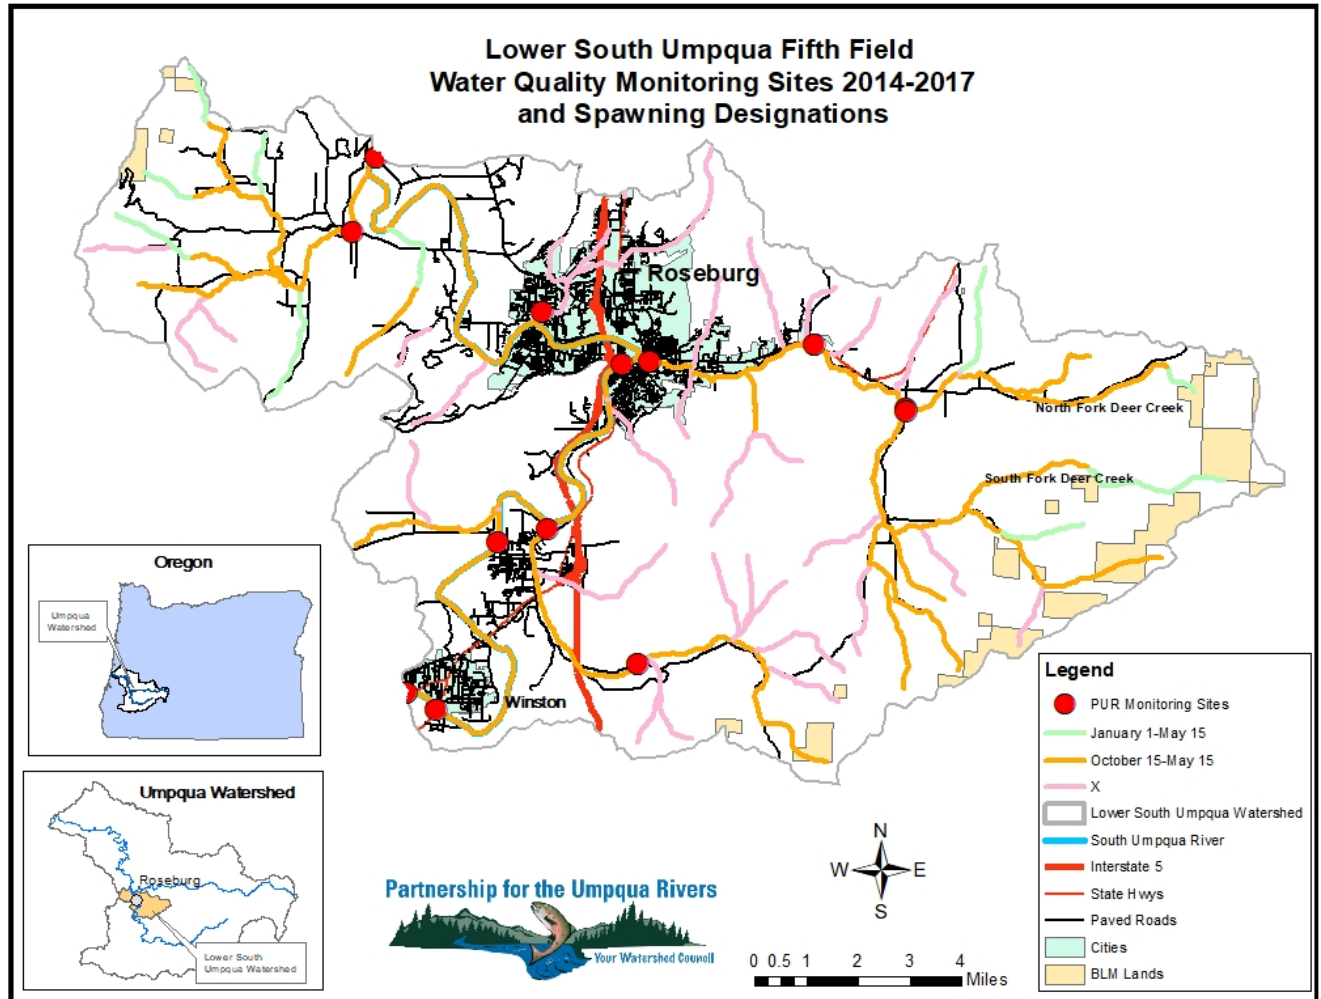 Lower South Umpqua Fifth Field
Water Quality Monitoring Sites 2014-2017
and Spawning Designations
Roseburg
North Fork Deer Creek
South Fork Deer Creek
Winston
Oregon
Umpqua
Watershed
Umpqua Watershed
Roseburg
Lower South
Umpqua Watershed
Partnership for the Umpqua Rivers
Your Watershed Council
N
W
E
S
0 0.5 1 2 3 4
Miles
Legend
PUR Monitoring Sites
January 1-May 15
October 15-May 15
X
Lower South Umpqua Watershed
South Umpqua River
Interstate 5
State Hwys
Paved Roads
Cities
BLM Lands